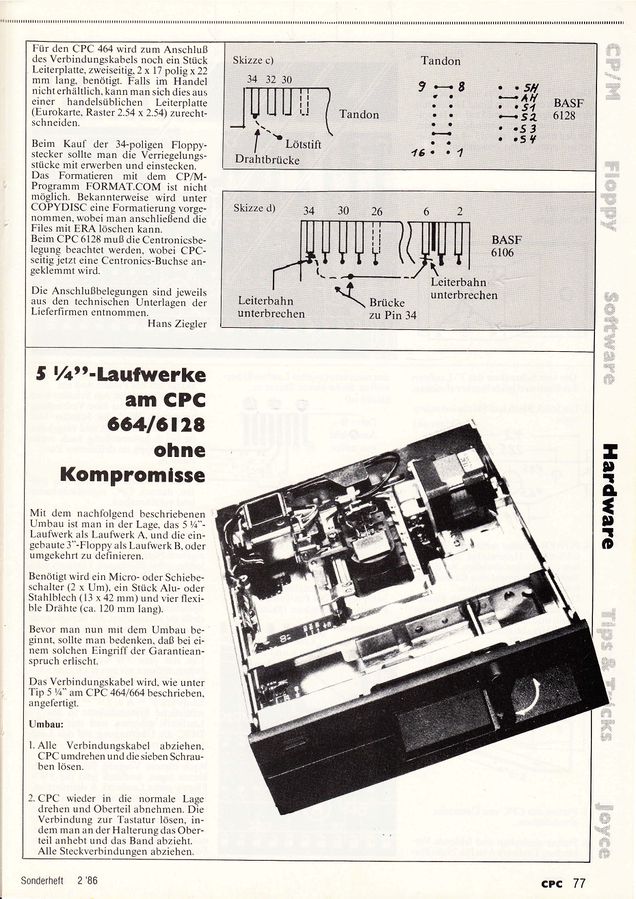 Für den CPC 464 wird zum Anschluß
des Verbindungskabels noch ein Stück
Leiterplatte, zweiseitig, 2 x 17 polig x 22
mm lang, benötigt. Falls im Handel
nicht erhältlich, kann man sich dies aus
einer handelsüblichen Leiterplatte
(Eurokarte, Raster 2.54 x 2.54) zurecht-
schneiden.
Beim Kauf der 34-poligen Floppy-
stecker sollte man die Verriegelungs-
stücke mit erwerben und einstecken.
Das Formatieren mit dem CP/M-
Programm FORMAT.COM ist nicht
möglich. Bekannterweise wird unter
COPYDISC eine Formatierung vorge-
nommen, wobei man anschließend die
Files mit ERA löschen kann.
Beim CPC 6128 muß die Centronicsbe-
legung beachtet werden, wobei CPC-
seitig jetzt eine Centronics-Buchse an-
geklemmt wird.
Die Anschlußbelegungen sind jeweils
aus den technischen Unterlagen der
Lieferfirmen entnommen.
Hans Ziegler
Skizze c)
34 32 30
Tandon
Lötstift
Drahtbrücke
Tandon
9 8
16 1
SH
AH
S1
S2
S3
S4
BASF
6128
Skizze d)
34 30 26 6 2
BASF
6106
Leiterbahn
unterbrechen
Brücke
zu Pin 34
Leiterbahn
unterbrechen
5 ¼"-Laufwerke
am CPC
664/6128
ohne
Kompromisse
Mit dem nachfolgend beschriebenen
Umbau ist man in der Lage, das 5 ¼"-
Laufwerk als Laufwerk A, und die ein-
gebaute 3"-Floppy als Laufwerk B, oder
umgekehrt zu definieren.
Benötigt wird ein Micro- oder Schiebe-
schalter (2 x Um), ein Stück Alu- oder
Stahlblech (13 x 42 mm) und vier flexi-
ble Drähte (ca. 120 mm lang).
Bevor man nun mit dem Umbau be-
ginnt, sollte man bedenken, daß bei ei-
nem solchen Eingriff der Garantiean-
spruch erlischt.
Das Verbindungskabel wird, wie unter
Tip 5 ¼" am CPC 464/664 beschrieben,
angefertigt.
Umbau:
1. Alle Verbindungskabel abziehen,
CPC umdrehen und die sieben Schrau-
ben lösen.
2. CPC wieder in die normale Lage
drehen und Oberteil abnehmen. Die
Verbindung zur Tastatur lösen, in-
dem man an der Halterung das Ober-
teil anhebt und das Band abzieht.
Alle Steckverbindungen abziehen.
CP/M
Floppy
Software
Hardware
Tips & Tricks
Joyce
Sonderheft 2 '86
CPC 77